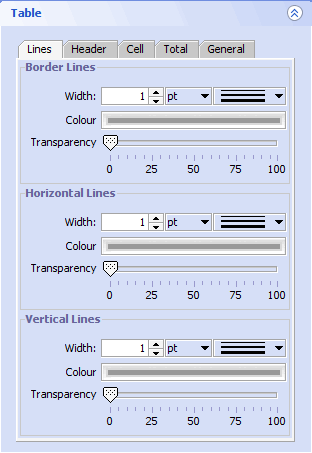 Table
Lines Header Cell Total General
Border Lines
Width: 1 pt
Colour
Transparency
0 25 50 75 100
Horizontal Lines
Width: 1 pt
Colour
Transparency
0 25 50 75 100
Vertical Lines
Width: 1 pt
Colour
Transparency
0 25 50 75 100